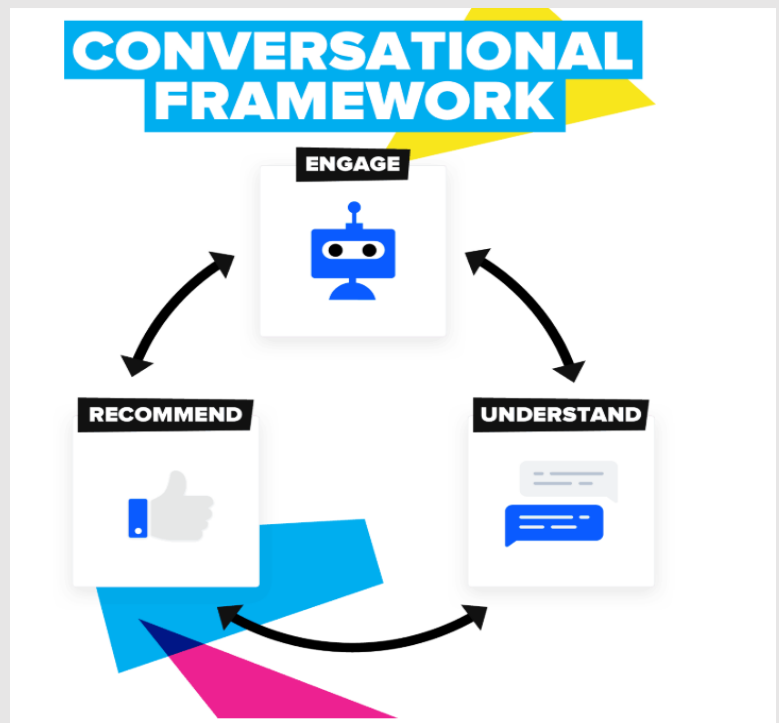 CONVERSATIONAL
FRAMEWORK
ENGAGE
RECOMMEND
UNDERSTAND